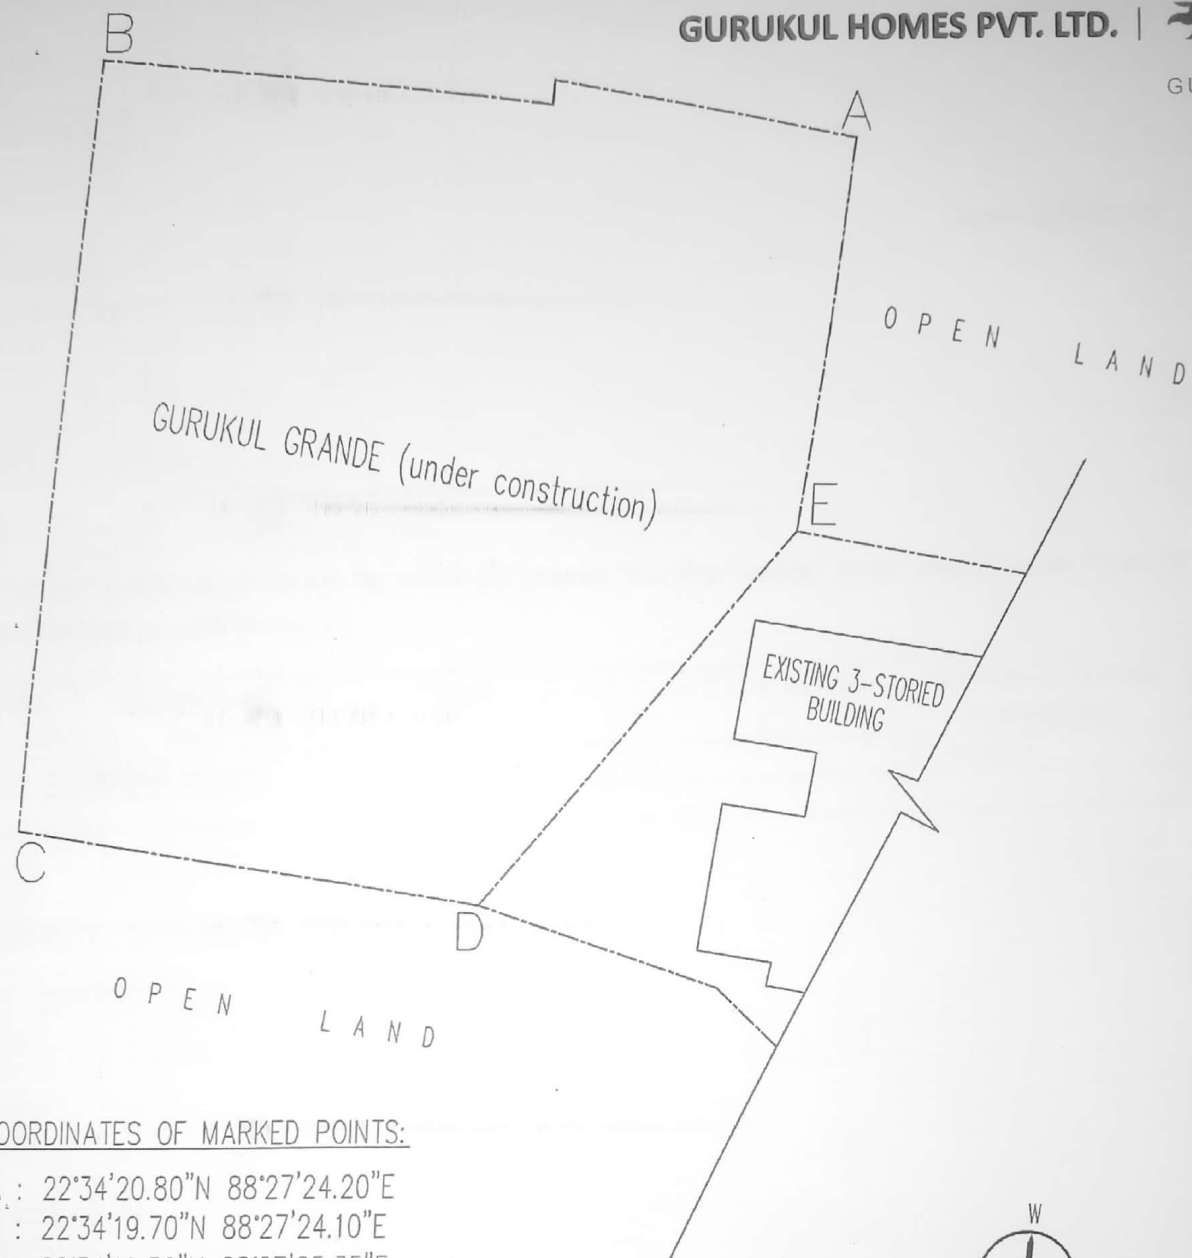 B
GURUKUL HOMES PVT. LTD. |
GU
A
OPEN LAND
GURUKUL GRANDE (under construction)
E
EXISTING 3-STORIED
BUILDING
C
D
OPEN LAND
OORDINATES OF MARKED POINTS:
: 22°34'20.80"N 88°27'24.20"E
: 22°34'19.70"N 88°27'24.10"E
W